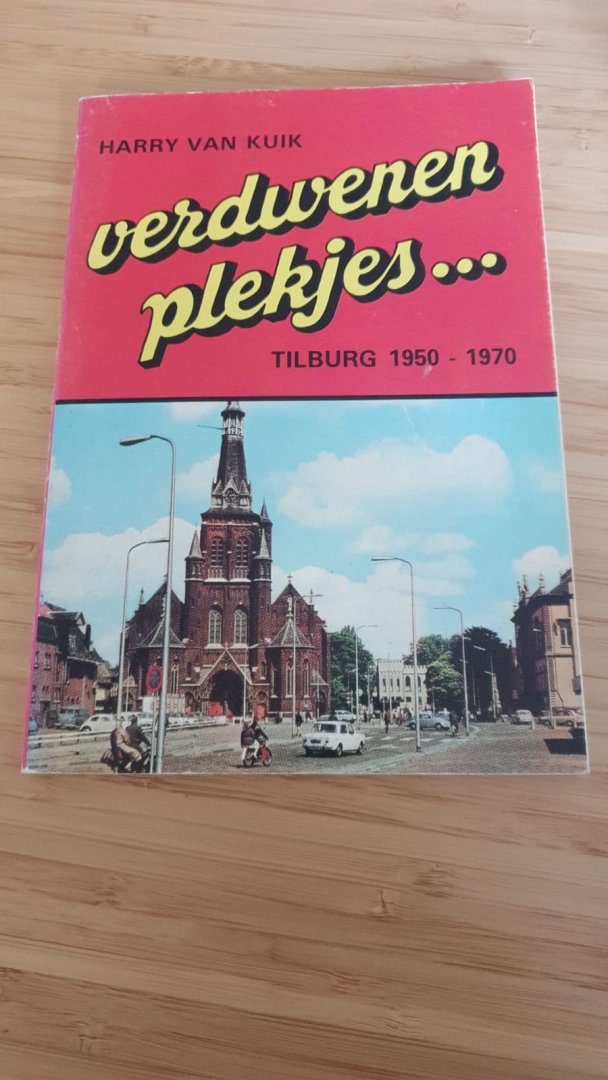 HARRY VAN KUIK
verdwenen
plekjes...
TILBURG 1950 - 1970